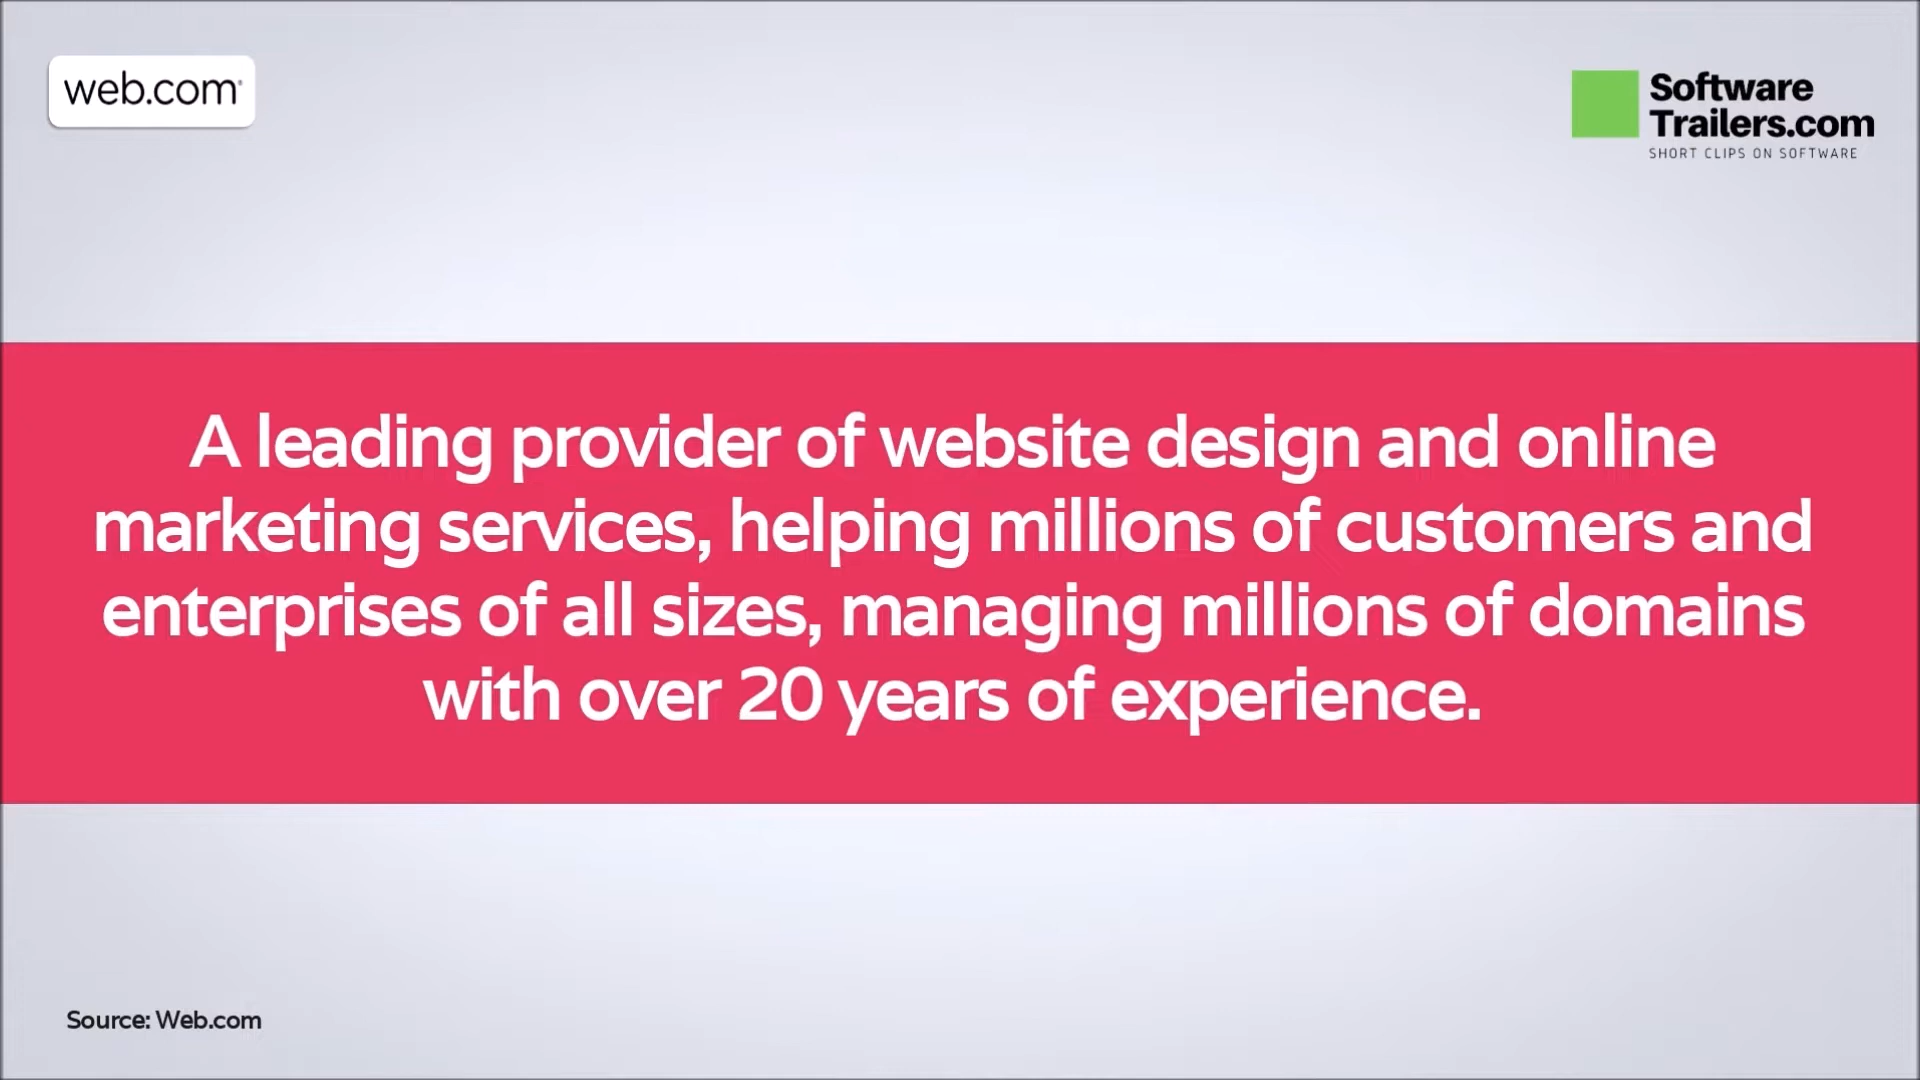 web.com
Software
Trailers.com
SHORT CLIPS ON SOFTWARE
A leading provider of website design and online
marketing services, helping millions of customers and
enterprises of all sizes, managing millions of domains
with over 20 years of experience.
Source: Web.com